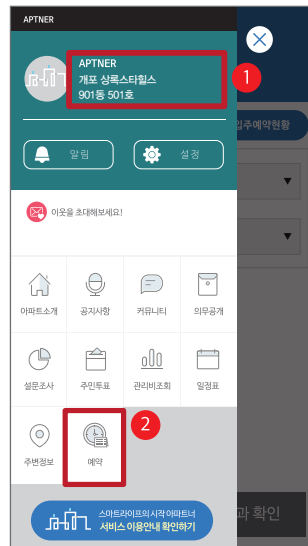 APTNER
APTNER
개포 상록스타힐스
901동 501호
1
입주예약현황
알림
설정
이웃을 초대해보세요!
아파트소개
공지사항
커뮤니티
의무공개
설문조사
주민투표
관리비조회
일정표
2
주변정보
예약
스마트라이프의 시작 아파트너
서비스 이용안내 확인하기
과 확인